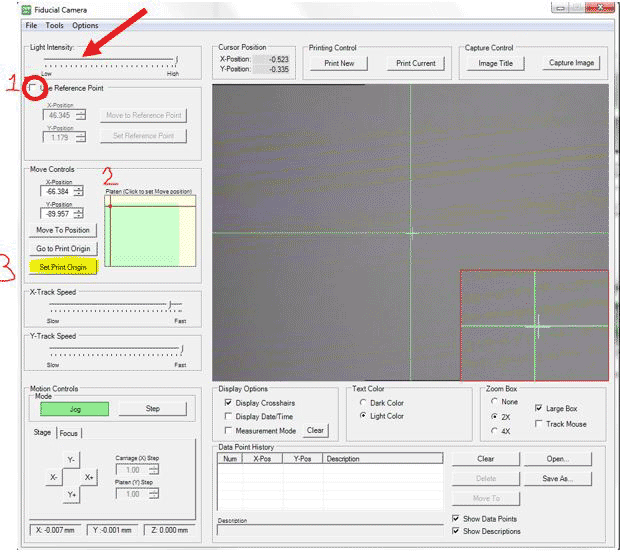 Fiducial Camera
File Tools Options
Light Intensity:
Low High
1
Use Reference Point
X-Position
46.345
Move to Reference Point
Y-Position
1.179
Set Reference Point
Move Controls
X-Position
-66.384
Y-Position
-89.957
Move To Position
Go to Print Origin
Set Print Origin
2
Platen (Click to set Move position)
3
X-Track Speed
Slow Fast
Y-Track Speed
Slow Fast
Motion Controls
Mode
Jog Step
Stage Focus
Y-
X- X+
Y+
Carriage (X) Step
1.00
Platen (Y) Step
1.00
X: -0.007 mm Y: -0.001 mm Z: 0.000 mm
Cursor Position
X-Position: -0.523
Y-Position: -0.335
Printing Control
Print New Print Current
Capture Control
Image Title Capture Image
Display Options
Display Crosshairs
Display Date/Time
Measurement Mode Clear
Text Color
Dark Color
Light Color
Zoom Box
None
2X
4X
Large Box
Track Mouse
Data Point History
Num X-Pos Y-Pos Description
Description
Clear Open...
Delete Save As...
Move To
Show Data Points
Show Descriptions